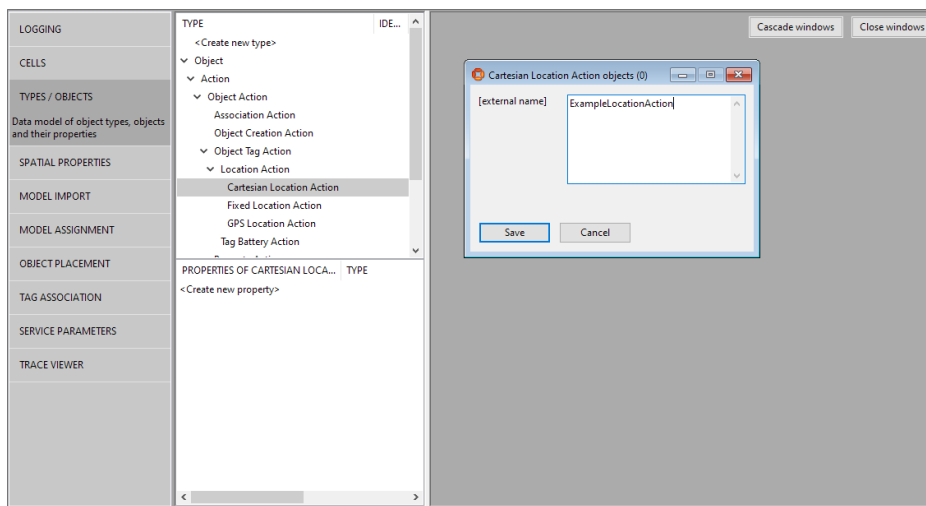 LOGGING
CELLS
TYPES / OBJECTS
Data model of object types, objects
and their properties
SPATIAL PROPERTIES
MODEL IMPORT
MODEL ASSIGNMENT
OBJECT PLACEMENT
TAG ASSOCIATION
SERVICE PARAMETERS
TRACE VIEWER
TYPE IDE...
<Create new type>
Object
Action
Object Action
Association Action
Object Creation Action
Object Tag Action
Location Action
Cartesian Location Action
Fixed Location Action
GPS Location Action
Tag Battery Action
PROPERTIES OF CARTESIAN LOCA... TYPE
<Create new property>
Cascade windows Close windows
Cartesian Location Action objects (0)
[external name] ExampleLocationAction
Save Cancel